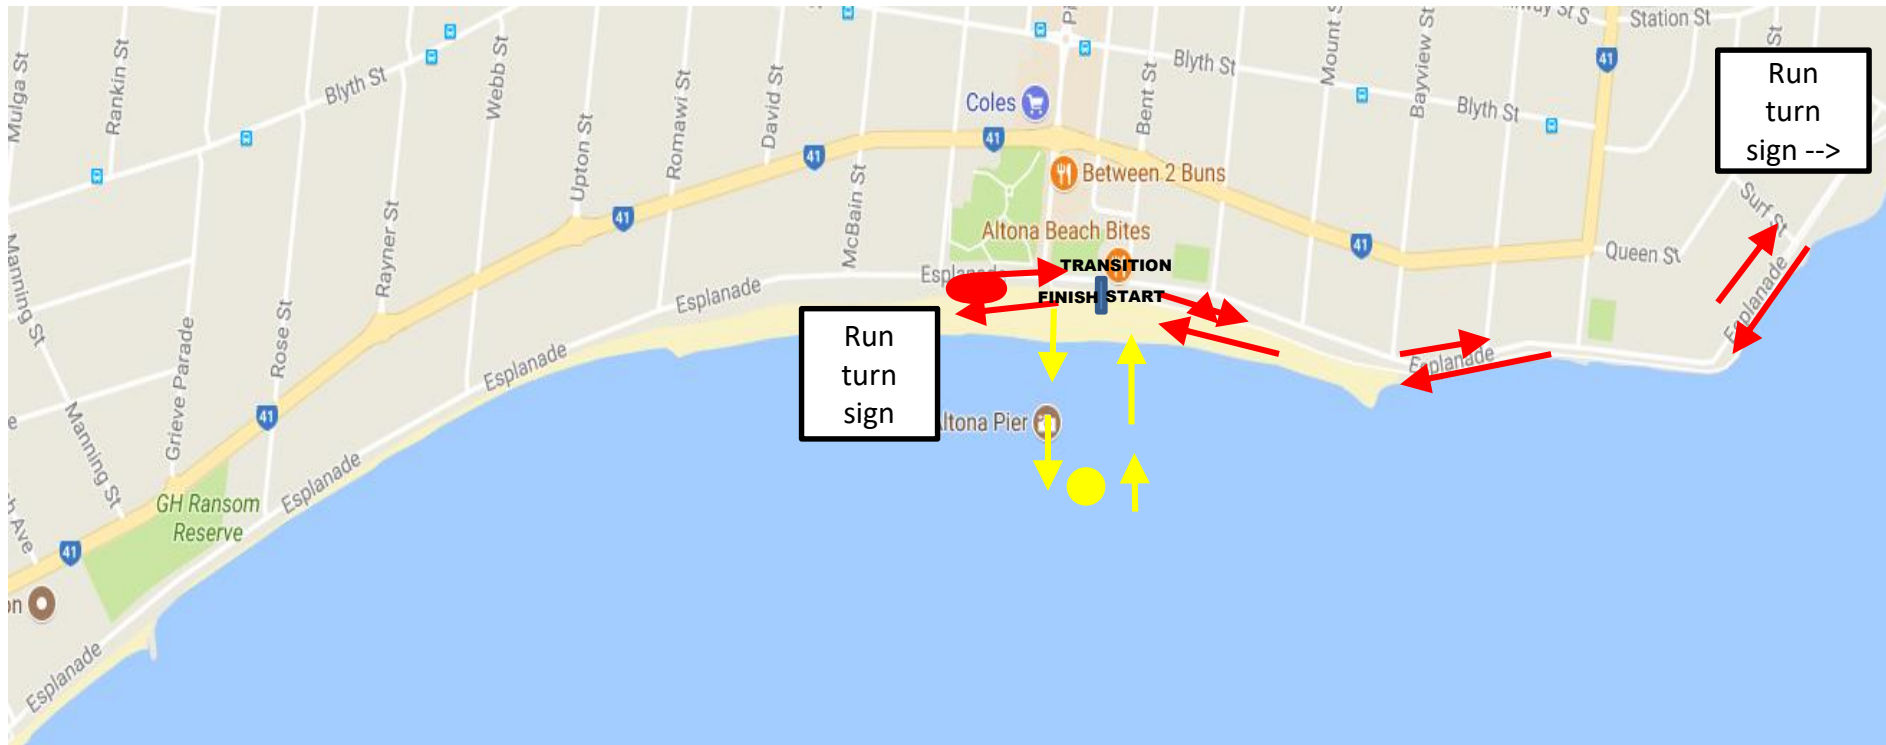 Mulga St
Rankin St
Blyth St
Webb St
Upton St
Romawi St
David St
McBain St
Coles
Bent St
Blyth St
Mount S
Bayview St
Blyth St
Station St
St
Run
turn
sign -->
41
41
41
41
41
41
41
Between 2 Buns
Altona Beach Bites
Surf St
Queen St
Manning St
Rayner St
Rose St
Grieve Parade
Manning St
Esplanade
Esplanade
TRANSITION
FINISH
START
Esplanade
Esplanade
Esplanade
Run
turn
sign
Altona Pier
GH Ransom
Reserve
Esplanade
Esplanade
Ave
on